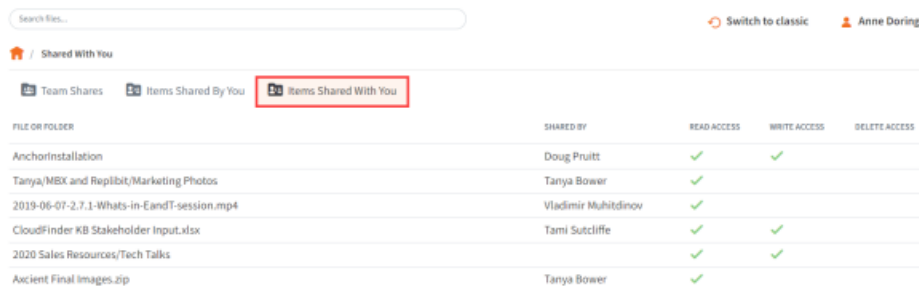 Search files...
Switch to classic Anne Doring
/ Shared With You
Team Shares Items Shared By You Items Shared With You
FILE OR FOLDER SHARED BY READ ACCESS WRITE ACCESS DELETE ACCESS
AnchorInstallation Doug Pruitt
Tanya/MBX and Replibit/Marketing Photos Tanya Bower
2019-06-07-2.7.1-Whats-in-EandT-session.mp4 Vladimir Muhitdinov
CloudFinder KB Stakeholder Input.xlsx Tami Sutcliffe
2020 Sales Resources/Tech Talks
Axcient Final Images.zip Tanya Bower